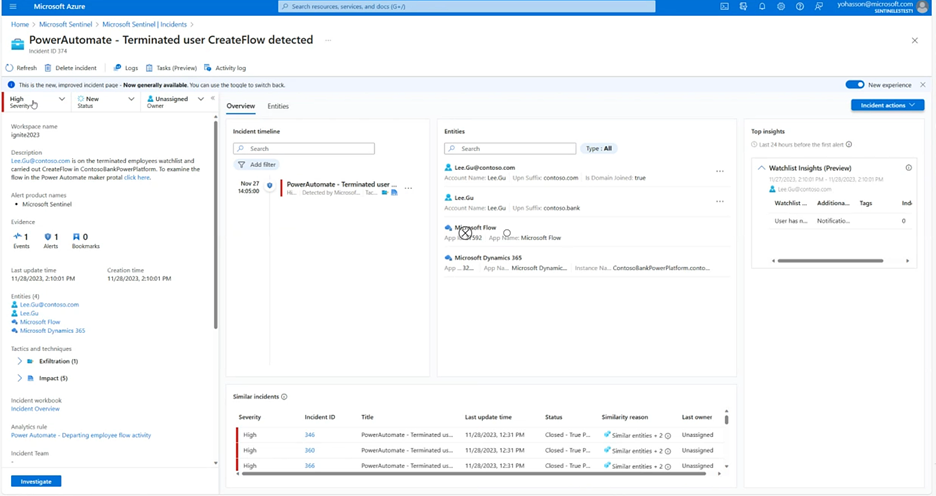 Microsoft Azure
Search resources, services, and docs (G+/)
yohasson@microsoft.com
SENTINELESTESTY
Home > Microsoft Sentinel > Microsoft Sentinel | Incidents >
PowerAutomate - Terminated user CreateFlow detected ...
Incident ID 374
Refresh Delete incident Logs Tasks (Preview) Activity log
This is the new, improved incident page - Now generally available. You can use the toggle to switch back.
New experience
High
Severity
New
Status
Unassigned
Owner
Overview Entities
Incident actions
Workspace name
ignite2023
Description
Lee.Gu@contoso.com is on the terminated employees watchlist and
carried out CreateFlow in ContosoBankPowerPlatform. To examine the
flow in the Power Automate maker protal click here.
Alert product names
• Microsoft Sentinel
Evidence
1 1 0
Events Alerts Bookmarks
Last update time Creation time
11/28/2023, 2:10:01 PM 11/28/2023, 2:10:01 PM
Entities (4)
Lee.Gu@contoso.com
Lee.Gu
Microsoft Flow
Microsoft Dynamics 365
Tactics and techniques
Exfiltration (1)
Impact (5)
Incident workbook
Incident Overview
Analytics rule
Power Automate - Departing employee flow activity
Incident Team
-
Investigate
Incident timeline
Search
Add filter
Nov 27
14:05:00
PowerAutomate - Terminated user ...
Hi... Detected by Microsof... Tac...
Entities
Search
Type : All
Lee.Gu@contoso.com
Account Name: Lee.Gu Upn Suffix: contoso.com Is Domain Joined: true
Lee.Gu
Account Name: Lee.Gu Upn Suffix: contoso.bank
Microsoft Flow
App 592 App Name: Microsoft Flow
Microsoft Dynamics 365
App ... 32... App Na... Microsoft Dynamic... Instance Na... ContosoBankPowerPlatform.conto...
Top insights
Last 24 hours before the first alert
Watchlist Insights (Preview)
11/27/2023, 2:10:01 PM - 11/28/2023, 2:10:01 PM
Lee.Gu@contoso.com
Watchlist ... Additiona... Tags Ind
User has n... Notificatio... 0
Similar incidents
Severity Incident ID Title Last update time Status Similarity reason Last owner
High 346 PowerAutomate - Terminated us... 11/28/2023, 12:31 PM Closed - True P... Similar entities + 2 Unassigned
High 360 PowerAutomate - Terminated us... 11/28/2023, 12:31 PM Closed - True P... Similar entities + 2 Unassigned
High 366 PowerAutomate - Terminated us... 11/28/2023, 12:31 PM Closed - True P... Similar entities + 2 Unassigned